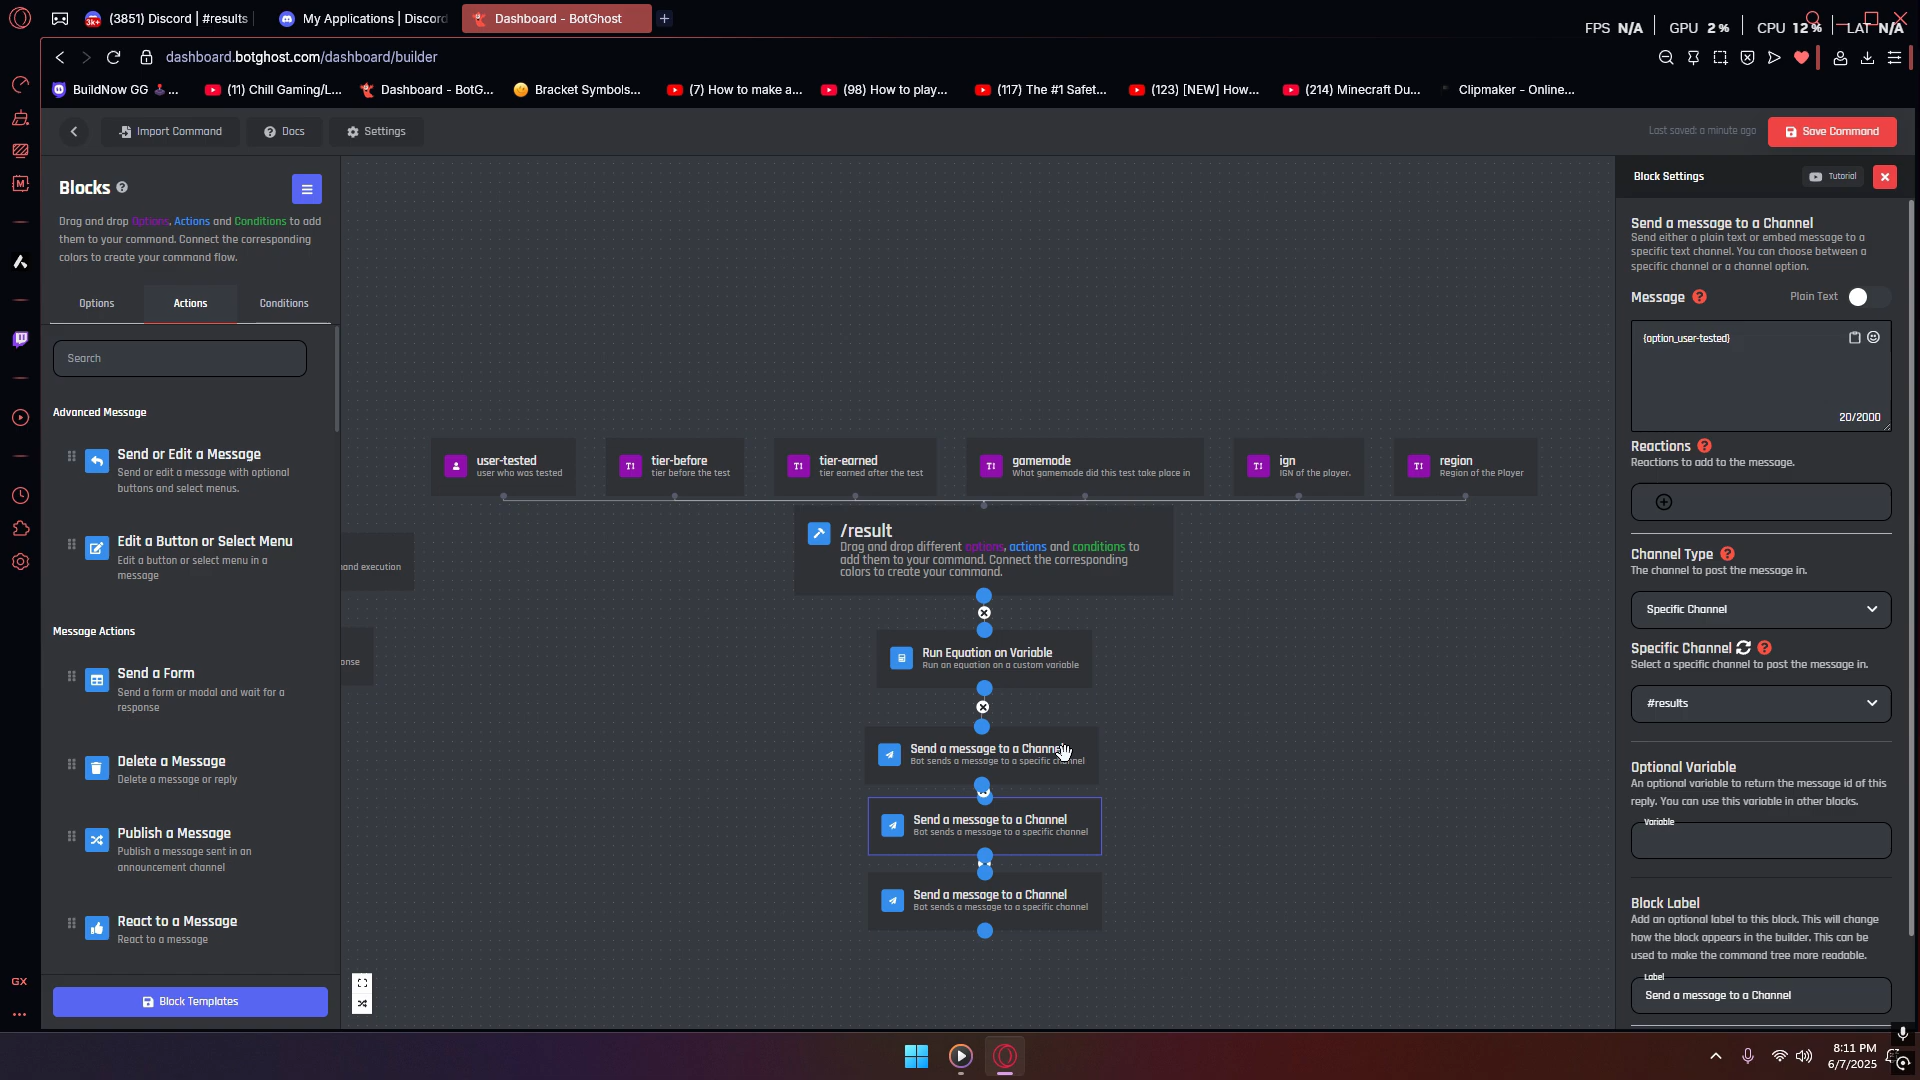 (3851) Discord | #results
My Applications | Discord
Dashboard - BotGhost
FPS N/A
GPU 2 %
CPU 12 %
LAT N/A
dashboard.botghost.com/dashboard/builder
BuildNow GG 🕹️ ...
(11) Chill Gaming/L...
Dashboard - BotG...
Bracket Symbols...
(7) How to make a...
(98) How to play...
(117) The #1 Safet...
(123) [NEW] How...
(214) Minecraft Du...
Clipmaker - Online...
Import Command
Docs
Settings
Last saved: a minute ago
Save Command
Blocks
Drag and drop Options, Actions and Conditions to add
them to your command. Connect the corresponding
colors to create your command flow.
Options
Actions
Conditions
Search
Advanced Message
Send or Edit a Message
Send or edit a message with optional
buttons and select menus.
Edit a Button or Select Menu
Edit a button or select menu in a
message
Message Actions
Send a Form
Send a form or modal and wait for a
response
Delete a Message
Delete a message or reply
Publish a Message
Publish a message sent in an
announcement channel
React to a Message
React to a message
Block Templates
GX
user-tested
user who was tested
tier-before
tier before the test
tier-earned
tier earned after the test
gamemode
What gamemode did this test take place in
ign
IGN of the player.
region
Region of the Player
and execution
onse
/result
Drag and drop different options, actions and conditions to
add them to your command. Connect the corresponding
colors to create your command.
Run Equation on Variable
Run an equation on a custom variable
Send a message to a Channel
Bot sends a message to a specific channel
Send a message to a Channel
Bot sends a message to a specific channel
Send a message to a Channel
Bot sends a message to a specific channel
Block Settings
Tutorial
Send a message to a Channel
Send either a plain text or embed message to a
specific text channel. You can choose between a
specific channel or a channel option.
Message
Plain Text
{option_user-tested}
20/2000
Reactions
Reactions to add to the message.
Channel Type
The channel to post the message in.
Specific Channel
Specific Channel
Select a specific channel to post the message in.
#results
Optional Variable
An optional variable to return the message id of this
reply. You can use this variable in other blocks.
Variable
Block Label
Add an optional label to this block. This will change
how the block appears in the builder. This can be
used to make the command tree more readable.
Label
Send a message to a Channel
8:11 PM
6/7/2025